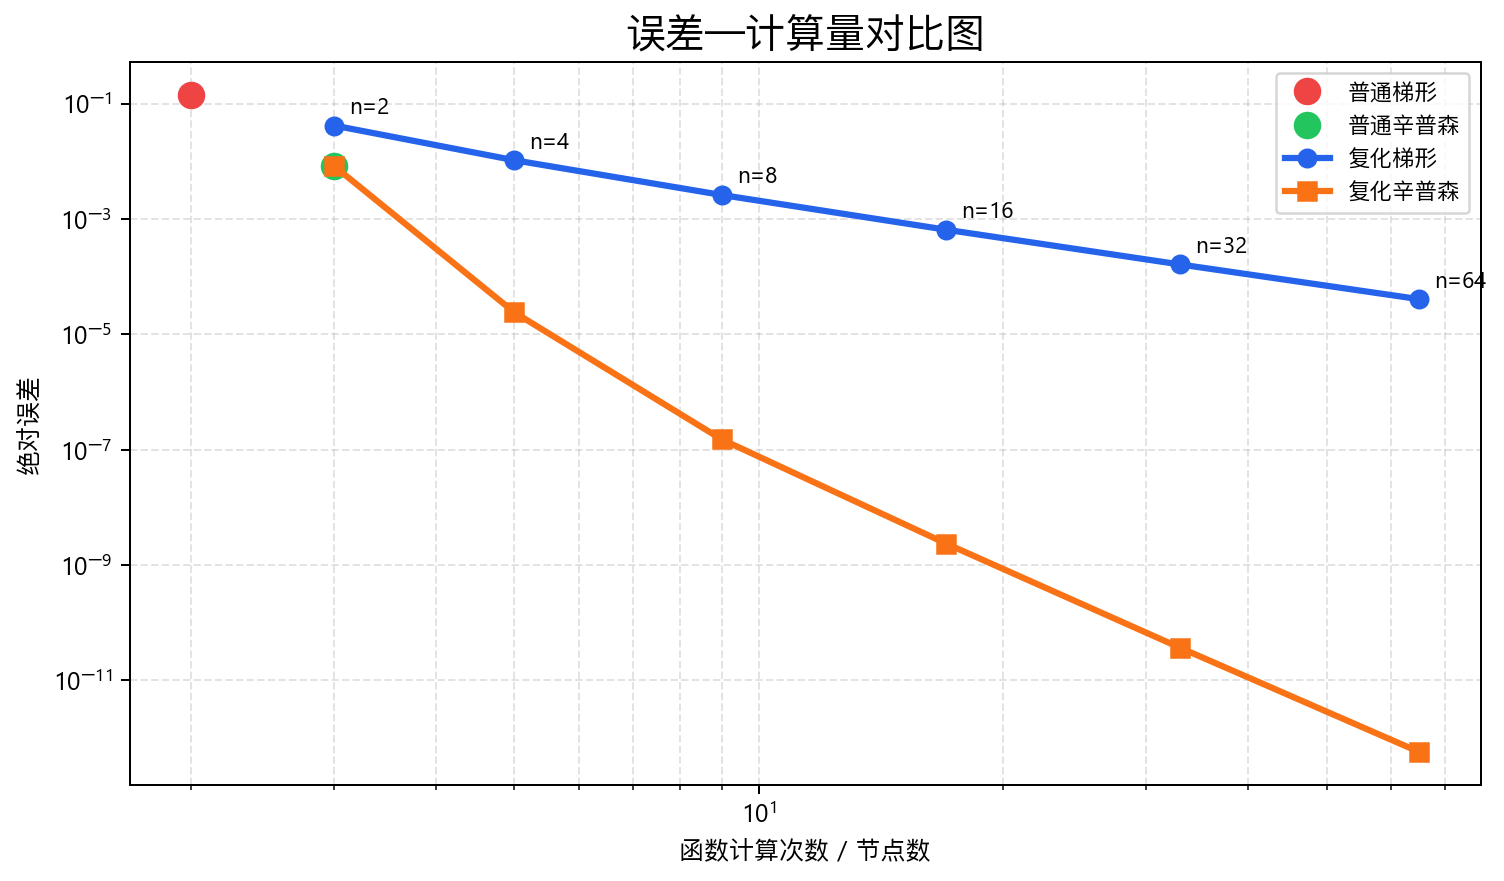 误差—计算量对比图
普通梯形
普通辛普森
复化梯形
复化辛普森
n=2
n=4
n=8
n=16
n=32
n=64
10⁻¹
10⁻³
10⁻⁵
10⁻⁷
10⁻⁹
10⁻¹¹
绝对误差
10¹
函数计算次数 / 节点数